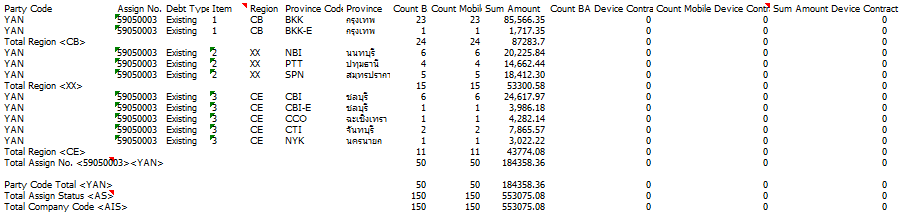 Party Code Assign No. Debt Type Item Region Province Code Province Count B Count Mobil Sum Amount Count BA Device Contra Count Mobile Device Contr Sum Amount Device Contract
YAN 59050003 Existing 1 CB BKK กรุงเทพ 23 23 85,566.35 0 0 0
YAN 59050003 Existing 1 CB BKK-E กรุงเทพ 1 1 1,717.35 0 0 0
Total Region <CB> 24 24 87283.7 0 0 0
YAN 59050003 Existing 2 XX NBI นนทบุรี 6 6 20,225.84 0 0 0
YAN 59050003 Existing 2 XX PTT ปทุมธานี 4 4 14,662.44 0 0 0
YAN 59050003 Existing 2 XX SPN สมุทรปราคา 5 5 18,412.30 0 0 0
Total Region <XX> 15 15 53300.58 0 0 0
YAN 59050003 Existing 3 CE CBI ชลบุรี 6 6 24,617.97 0 0 0
YAN 59050003 Existing 3 CE CBI-E ชลบุรี 1 1 3,986.18 0 0 0
YAN 59050003 Existing 3 CE CCO ฉะเชิงเทรา 1 1 4,282.14 0 0 0
YAN 59050003 Existing 3 CE CTI จันทบุรี 2 2 7,865.57 0 0 0
YAN 59050003 Existing 3 CE NYK นครนายค 1 1 3,022.22 0 0 0
Total Region <CE> 11 11 43774.08 0 0 0
Total Assign No. <59050003><YAN> 50 50 184358.36 0 0 0
Party Code Total <YAN> 50 50 184358.36 0 0 0
Total Assign Status <AS> 150 150 553075.08 0 0 0
Total Company Code <AIS> 150 150 553075.08 0 0 0